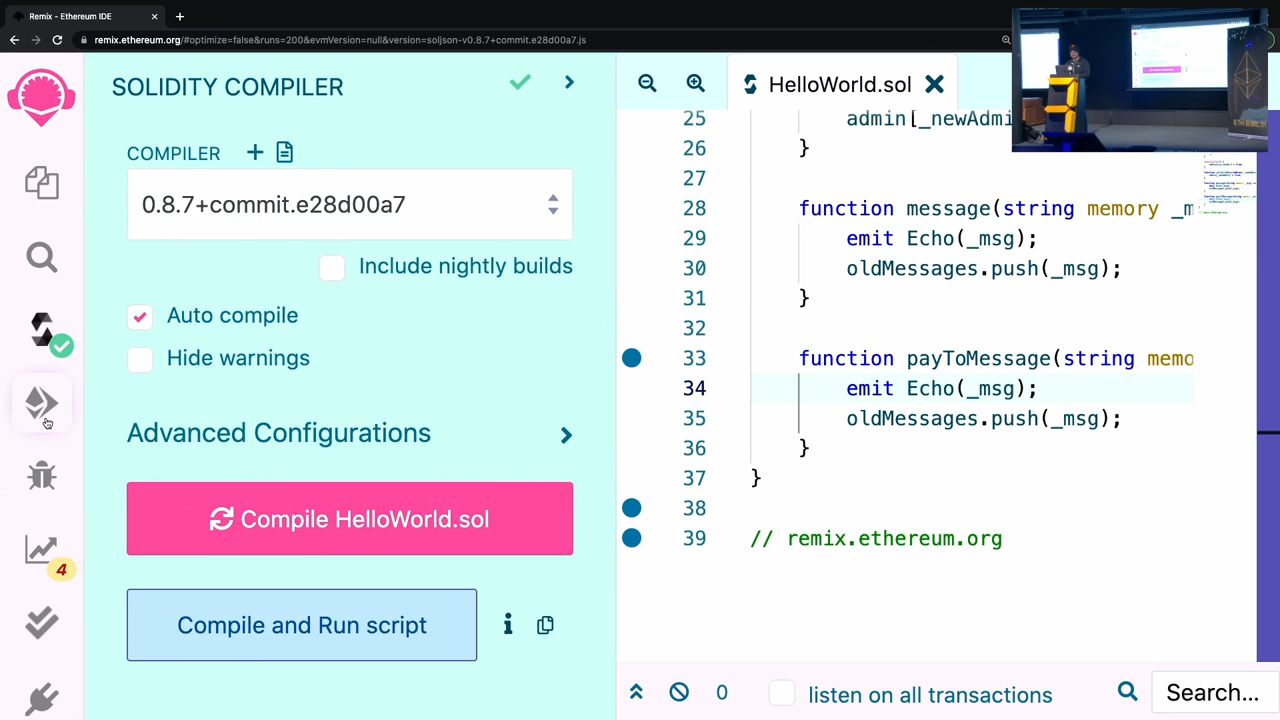 Remix - Ethereum IDE
remix.ethereum.org/#optimize=false&runs=200&evmVersion=null&version=soljson-v0.8.7+commit.e28d00a7.js
SOLIDITY COMPILER
COMPILER
0.8.7+commit.e28d00a7
Include nightly builds
Auto compile
Hide warnings
Advanced Configurations
Compile HelloWorld.sol
Compile and Run script
4
HelloWorld.sol
25 admin[_newAdmi
26 }
27
28 function message(string memory _m
29 emit Echo(_msg);
30 oldMessages.push(_msg);
31 }
32
33 function payToMessage(string memo
34 emit Echo(_msg);
35 oldMessages.push(_msg);
36 }
37 }
38
39 // remix.ethereum.org
0
listen on all transactions
Search...